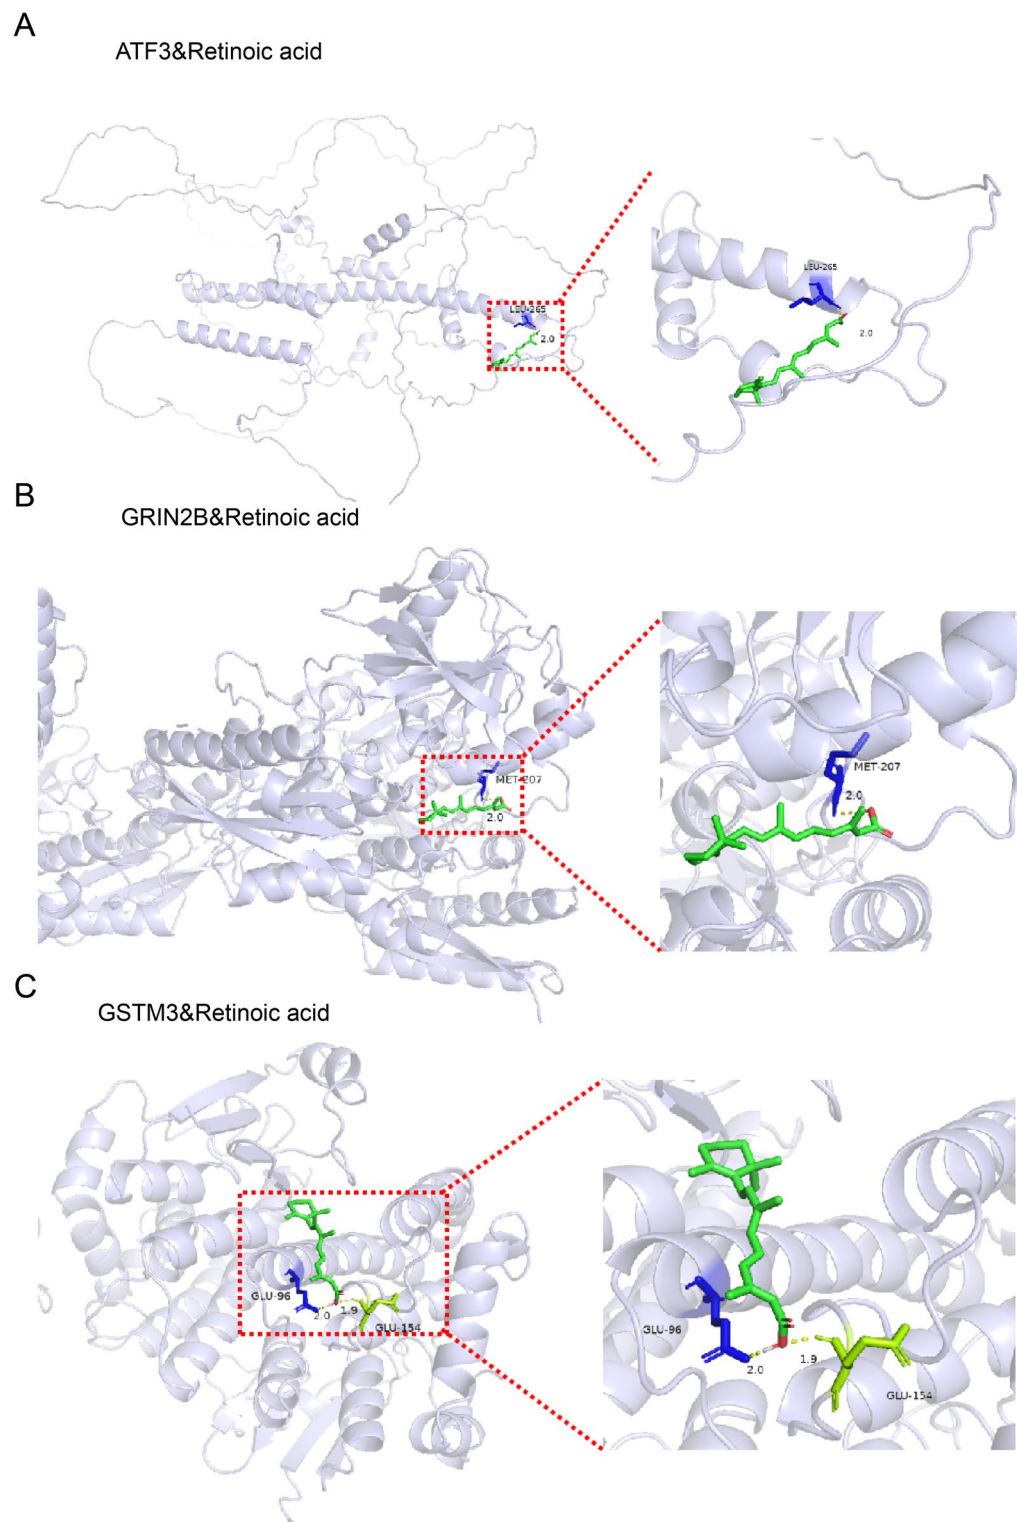 A
ATF3&Retinoic acid
LEU-265
2.0
LEU-265
2.0
B
GRIN2B&Retinoic acid
MET-207
2.0
MET-207
2.0
C
GSTM3&Retinoic acid
GLU-96
2.0
1.9
GLU-154
GLU-96
2.0
1.9
GLU-154